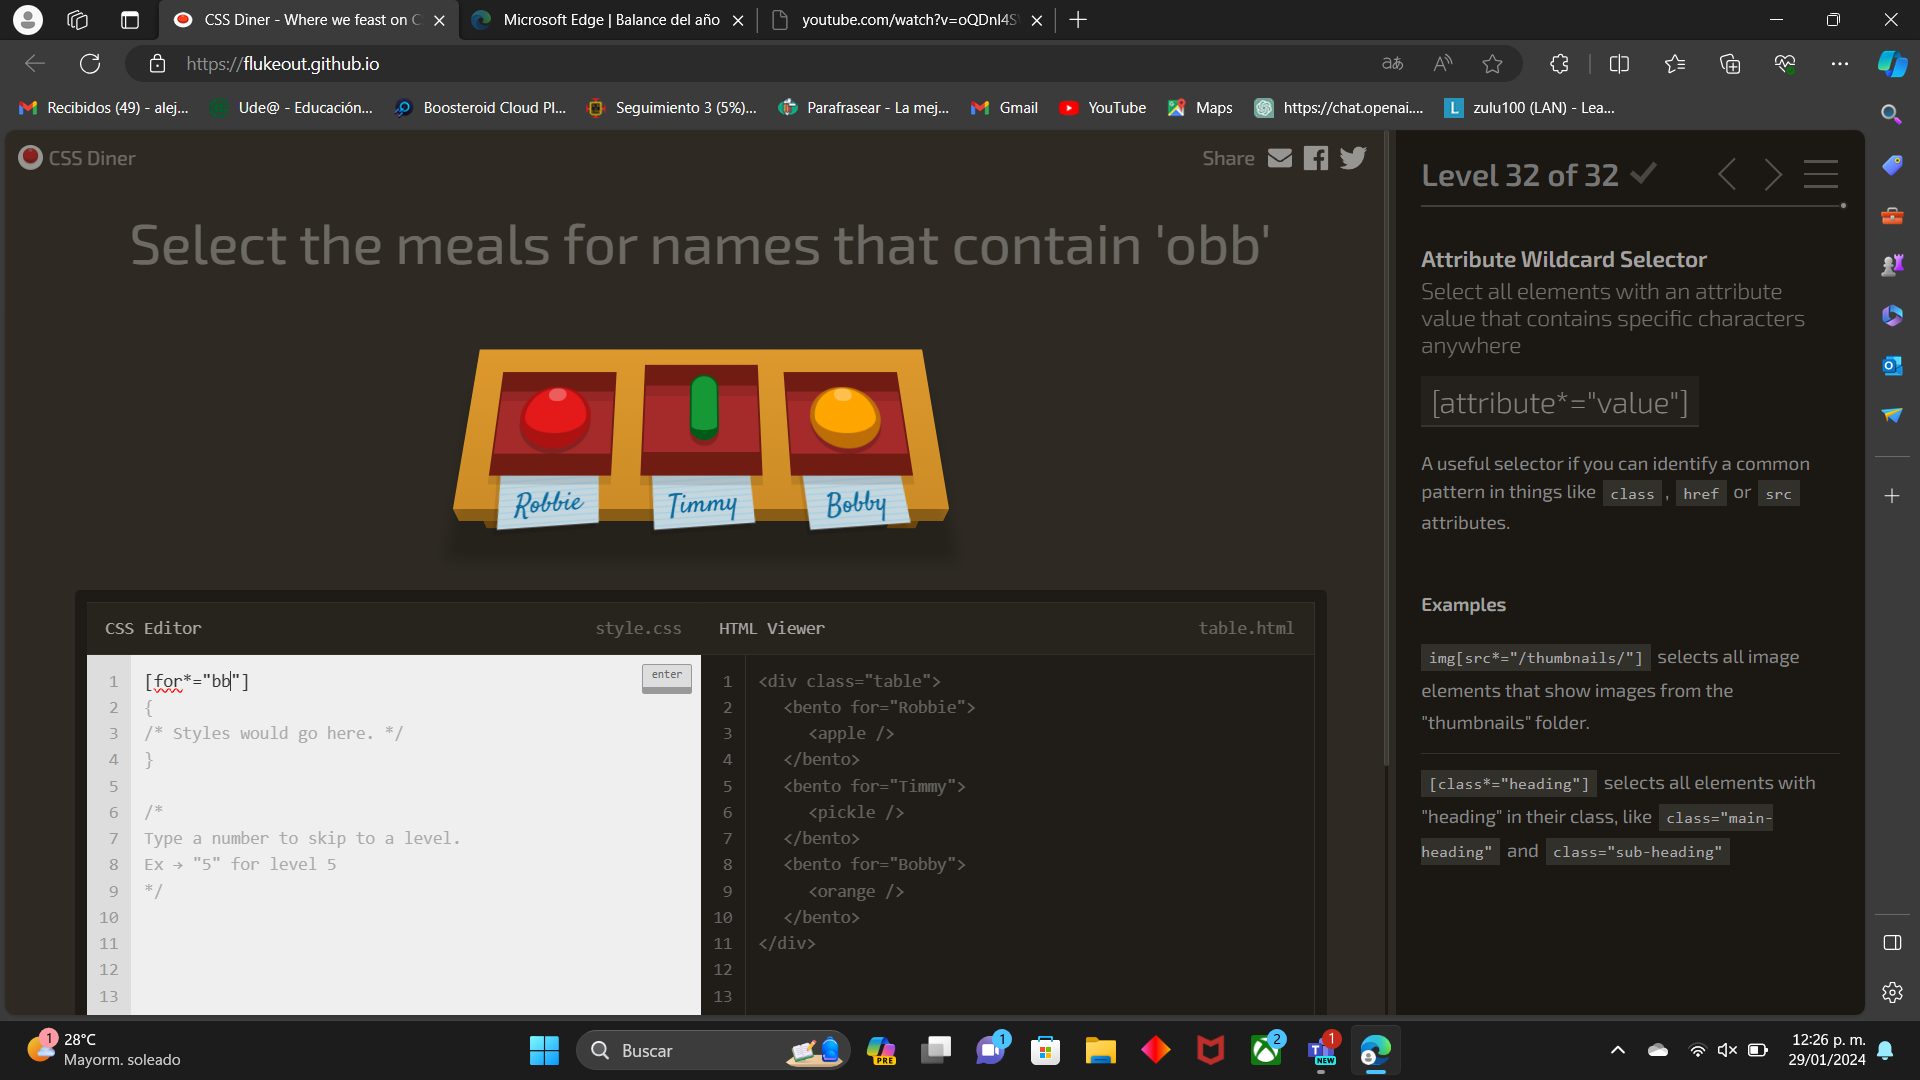 CSS Diner - Where we feast on C
Microsoft Edge | Balance del año
youtube.com/watch?v=oQDnI4S
https://flukeout.github.io
Recibidos (49) - alej...
Ude@ - Educación...
Boosteroid Cloud Pl...
Seguimiento 3 (5%)...
Parafrasear - La mej...
Gmail
YouTube
Maps
https://chat.openai....
L zulu100 (LAN) - Lea...
CSS Diner
Share
Select the meals for names that contain 'obb'
Robbie
Timmy
Bobby
CSS Editor
style.css
enter
1 [for*="bb"]
2 {
3 /* Styles would go here. */
4 }
5
6 /*
7 Type a number to skip to a level.
8 Ex → "5" for level 5
9 */
10
11
12
13
HTML Viewer
table.html
1 <div class="table">
2 <bento for="Robbie">
3 <apple />
4 </bento>
5 <bento for="Timmy">
6 <pickle />
7 </bento>
8 <bento for="Bobby">
9 <orange />
10 </bento>
11 </div>
12
13
Level 32 of 32
Attribute Wildcard Selector
Select all elements with an attribute
value that contains specific characters
anywhere
[attribute*="value"]
A useful selector if you can identify a common
pattern in things like class , href or src
attributes.
Examples
img[src*="/thumbnails/"] selects all image
elements that show images from the
"thumbnails" folder.
[class*="heading"] selects all elements with
"heading" in their class, like class="main-
heading" and class="sub-heading"
1
28°C
Mayorm. soleado
Buscar
PRE
1
2
1
NEW
12:26 p. m.
29/01/2024